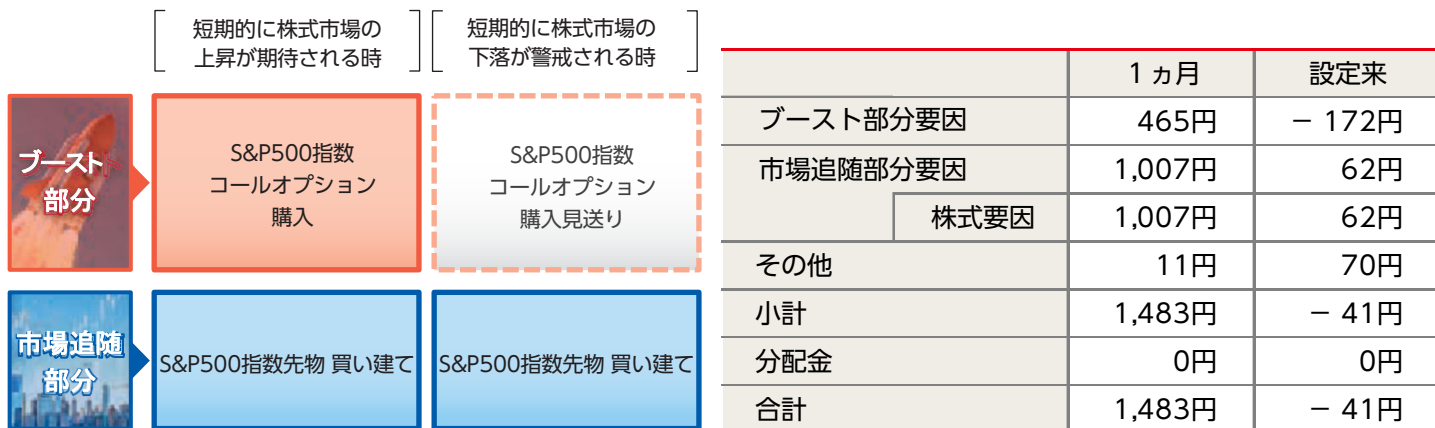 短期的に株式市場の
上昇が期待される時
短期的に株式市場の
下落が警戒される時
ブースト
部分
S&P500指数
コールオプション
購入
S&P500指数
コールオプション
購入見送り
市場追随
部分
S&P500指数先物 買い建て
S&P500指数先物 買い建て
1ヵ月 設定来
ブースト部分要因 465円 − 172円
市場追随部分要因 1,007円 62円
株式要因 1,007円 62円
その他 11円 70円
小計 1,483円 − 41円
分配金 0円 0円
合計 1,483円 − 41円